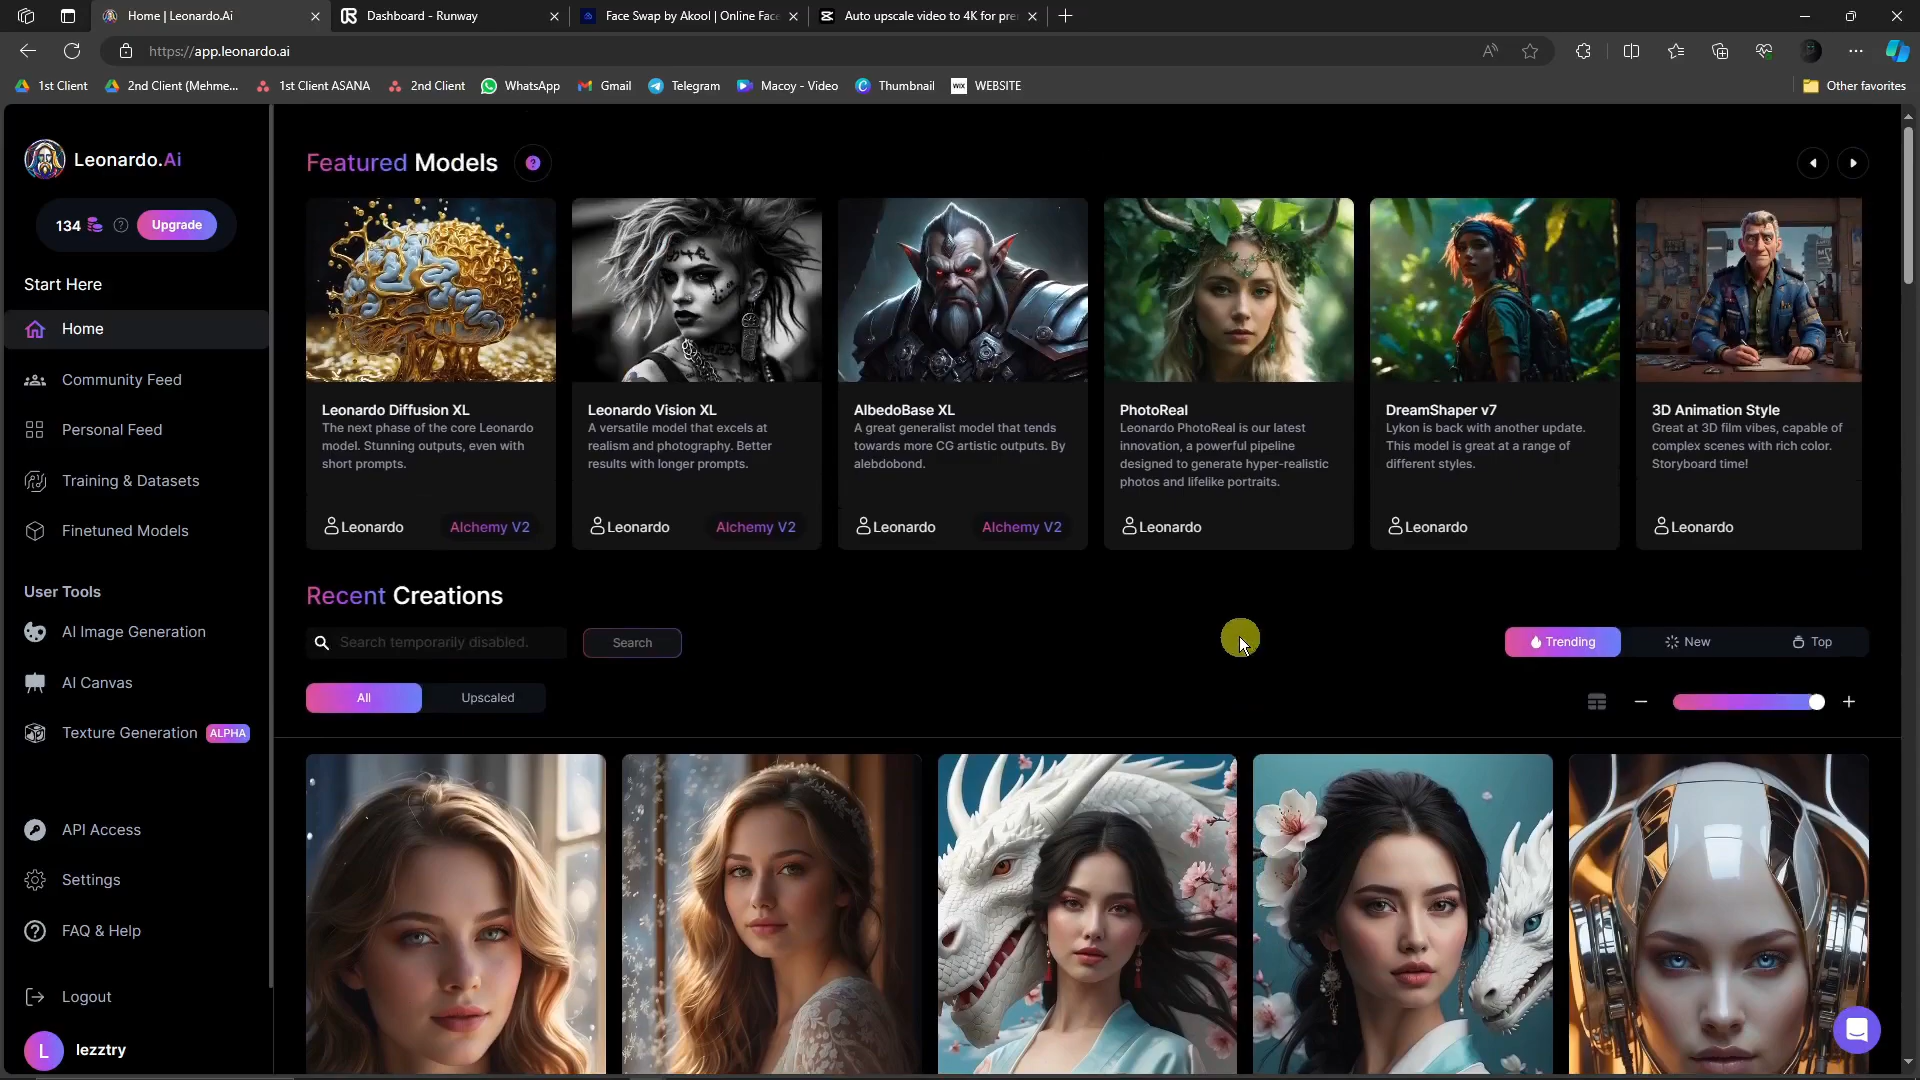 Home | Leonardo.Ai
Dashboard - Runway
Face Swap by Akool | Online Face
Auto upscale video to 4K for pre
https://app.leonardo.ai
1st Client
2nd Client (Mehme...
1st Client ASANA
2nd Client
WhatsApp
Gmail
Telegram
Macoy - Video
Thumbnail
WIX WEBSITE
Other favorites
Leonardo.Ai
134
Upgrade
Start Here
Home
Community Feed
Personal Feed
Training & Datasets
Finetuned Models
User Tools
AI Image Generation
AI Canvas
Texture Generation ALPHA
API Access
Settings
FAQ & Help
Logout
L lezztry
Featured Models
Leonardo Diffusion XL
The next phase of the core Leonardo
model. Stunning outputs, even with
short prompts.
Leonardo
Alchemy V2
Leonardo Vision XL
A versatile model that excels at
realism and photography. Better
results with longer prompts.
Leonardo
Alchemy V2
AlbedoBase XL
A great generalist model that tends
towards more CG artistic outputs. By
alebdobond.
Leonardo
Alchemy V2
PhotoReal
Leonardo PhotoReal is our latest
innovation, a powerful pipeline
designed to generate hyper-realistic
photos and lifelike portraits.
Leonardo
DreamShaper v7
Lykon is back with another update.
This model is great at a range of
different styles.
Leonardo
3D Animation Style
Great at 3D film vibes, capable of
complex scenes with rich color.
Storyboard time!
Leonardo
Recent Creations
Search temporarily disabled.
Search
Trending
New
Top
All
Upscaled